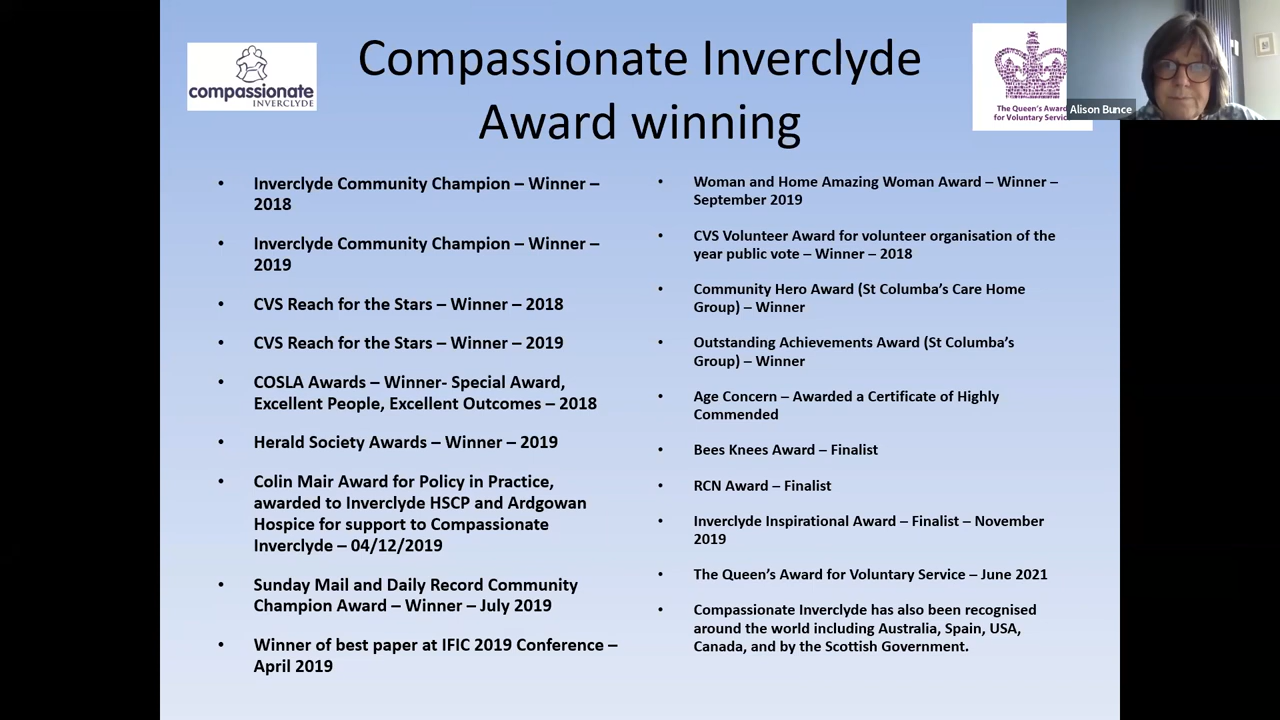 compassionate
INVERCLYDE
Compassionate Inverclyde
Award winning
The Queen's Award
for Voluntary
Alison Bunce
• Inverclyde Community Champion – Winner –
2018
• Inverclyde Community Champion – Winner –
2019
• CVS Reach for the Stars – Winner – 2018
• CVS Reach for the Stars – Winner – 2019
• COSLA Awards – Winner- Special Award,
Excellent People, Excellent Outcomes – 2018
• Herald Society Awards – Winner – 2019
• Colin Mair Award for Policy in Practice,
awarded to Inverclyde HSCP and Ardgowan
Hospice for support to Compassionate
Inverclyde – 04/12/2019
• Sunday Mail and Daily Record Community
Champion Award – Winner – July 2019
• Winner of best paper at IFIC 2019 Conference –
April 2019
• Woman and Home Amazing Woman Award – Winner –
September 2019
• CVS Volunteer Award for volunteer organisation of the
year public vote – Winner – 2018
• Community Hero Award (St Columba's Care Home
Group) – Winner
• Outstanding Achievements Award (St Columba's
Group) – Winner
• Age Concern – Awarded a Certificate of Highly
Commended
• Bees Knees Award – Finalist
• RCN Award – Finalist
• Inverclyde Inspirational Award – Finalist – November
2019
• The Queen's Award for Voluntary Service – June 2021
• Compassionate Inverclyde has also been recognised
around the world including Australia, Spain, USA,
Canada, and by the Scottish Government.